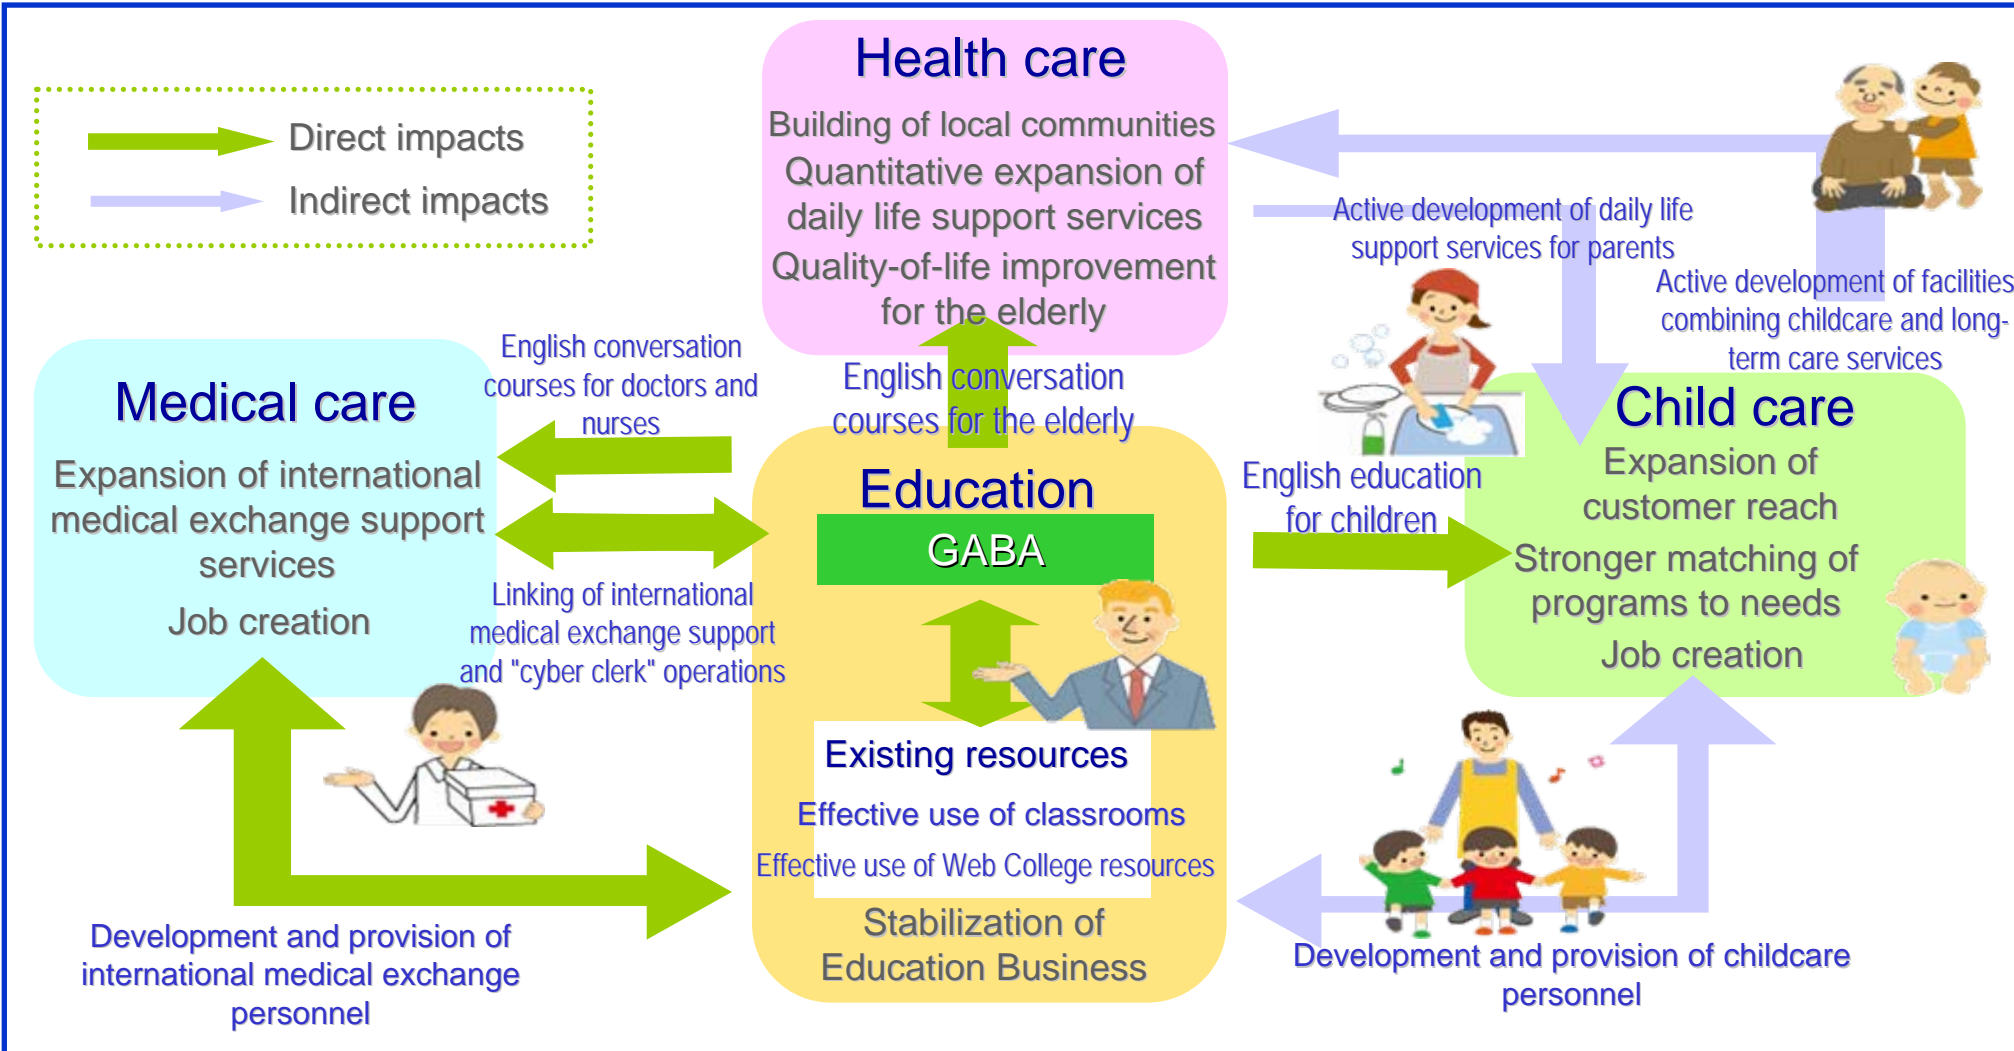 Direct impacts
Indirect impacts
Health care
Building of local communities
Quantitative expansion of
daily life support services
Quality-of-life improvement
for the elderly
Active development of daily life
support services for parents
Active development of facilities
combining childcare and long-
term care services
English conversation
courses for doctors and
nurses
English conversation
courses for the elderly
Medical care
Expansion of international
medical exchange support
services
Job creation
Linking of international
medical exchange support
and "cyber clerk" operations
Education
GABA
Existing resources
Effective use of classrooms
Effective use of Web College resources
Stabilization of
Education Business
English education
for children
Child care
Expansion of
customer reach
Stronger matching of
programs to needs
Job creation
Development and provision of
international medical exchange
personnel
Development and provision of childcare
personnel